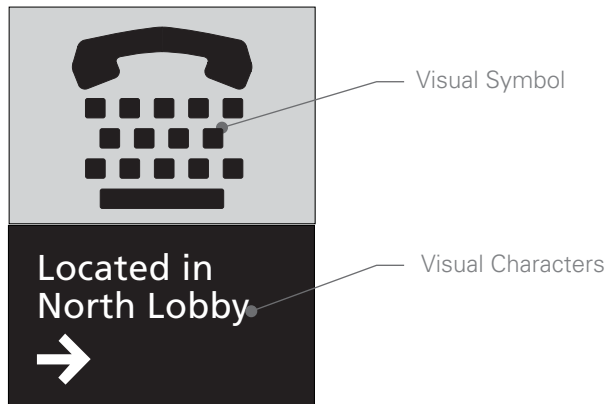 Visual Symbol
Located in
North Lobby
Visual Characters